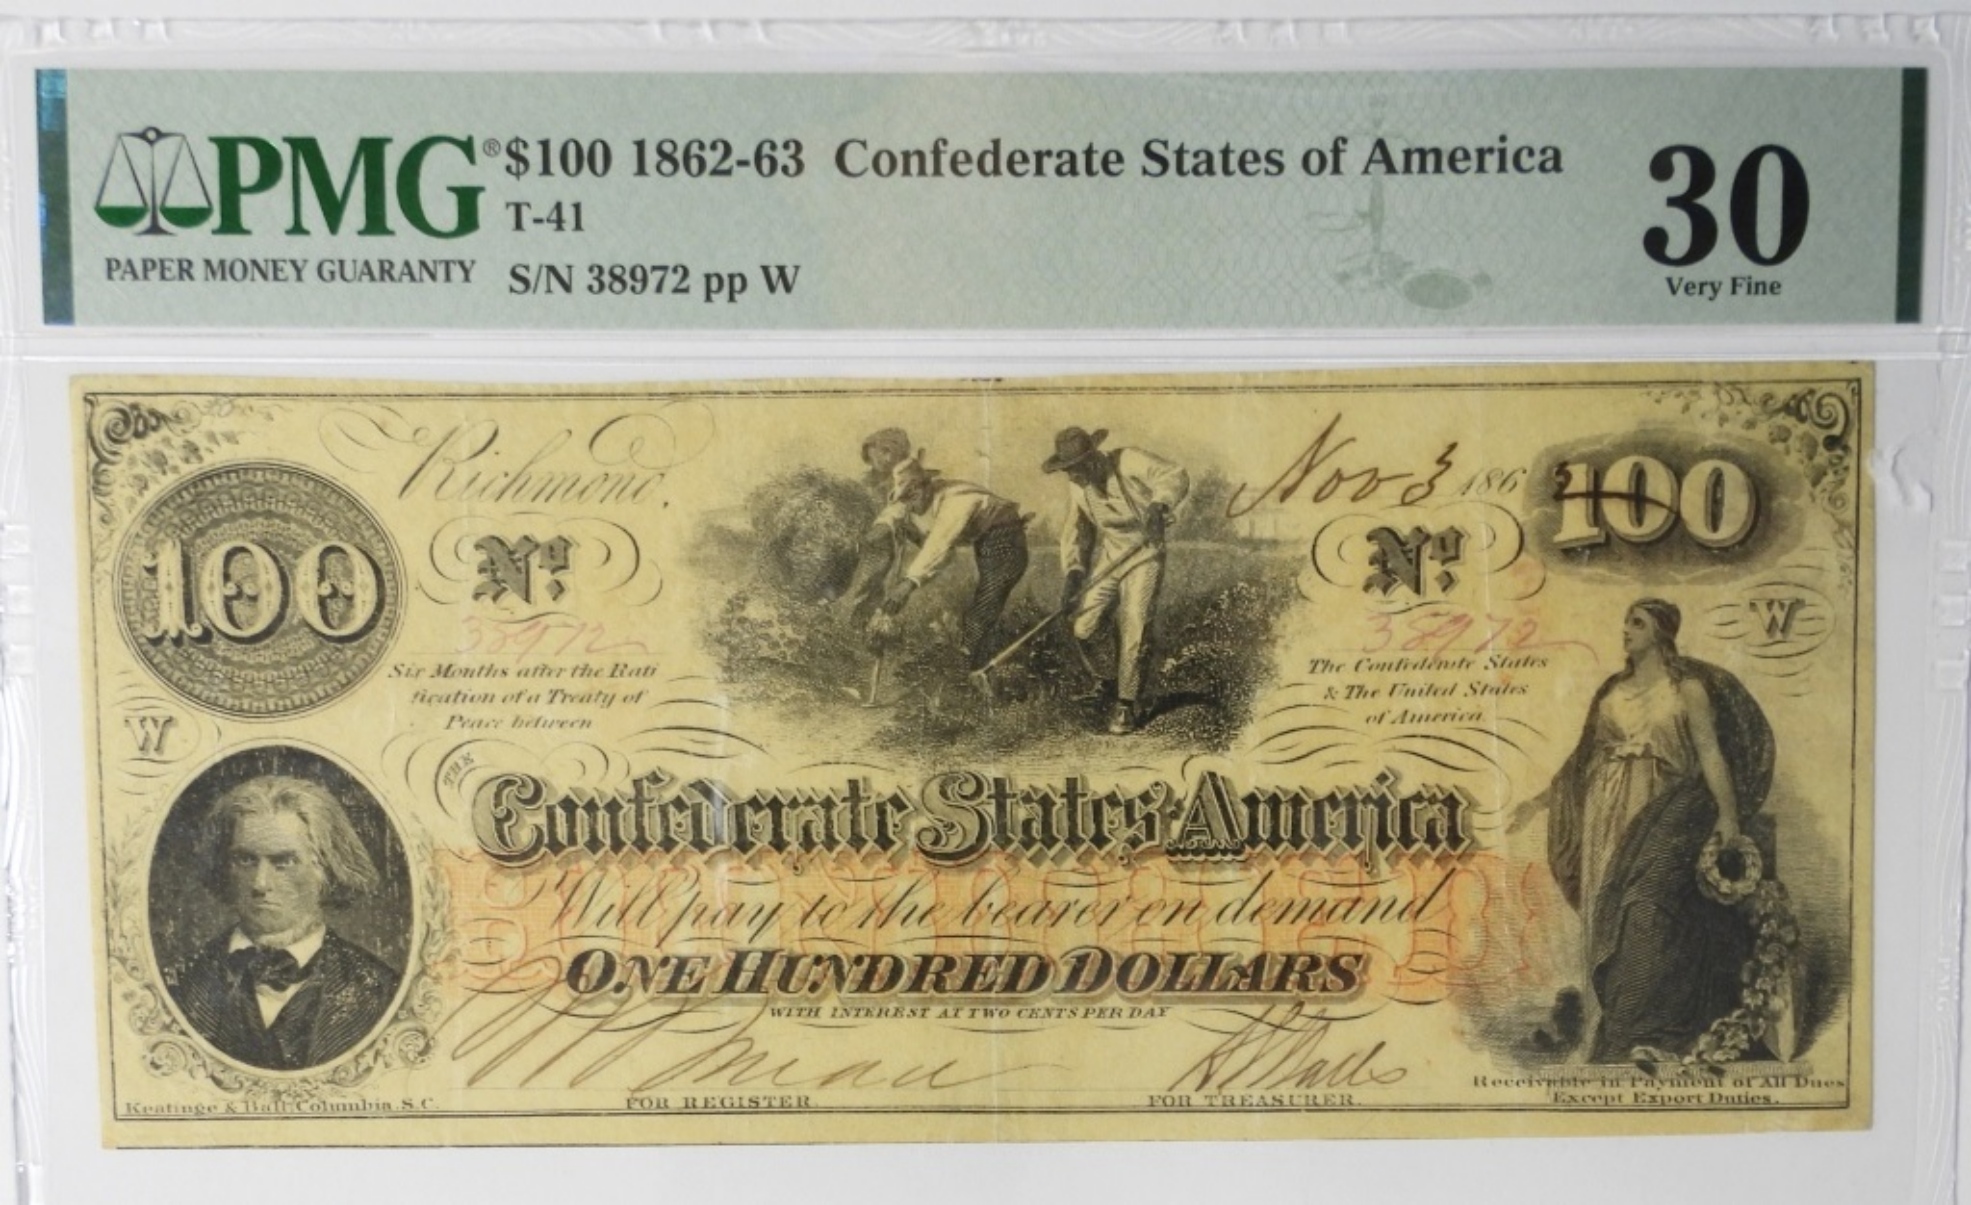 PMG® $100 1862-63 Confederate States of America 30
T-41
PAPER MONEY GUARANTY S/N 38972 pp W Very Fine
Richmond, Nov 3 1862
100 Nº Nº 100
38972 38972
W
Six Months after the Rati
fication of a Treaty of
Peace between
The Confederate States
& The United States
of America
W
THE
Confederate States of America
Will pay to the bearer on demand
ONE HUNDRED DOLLARS
WITH INTEREST AT TWO CENTS PER DAY
Keatinge & Ball Columbia, S.C.
FOR REGISTER.
FOR TREASURER.
Receivable in Payment of All Dues
Except Export Duties.